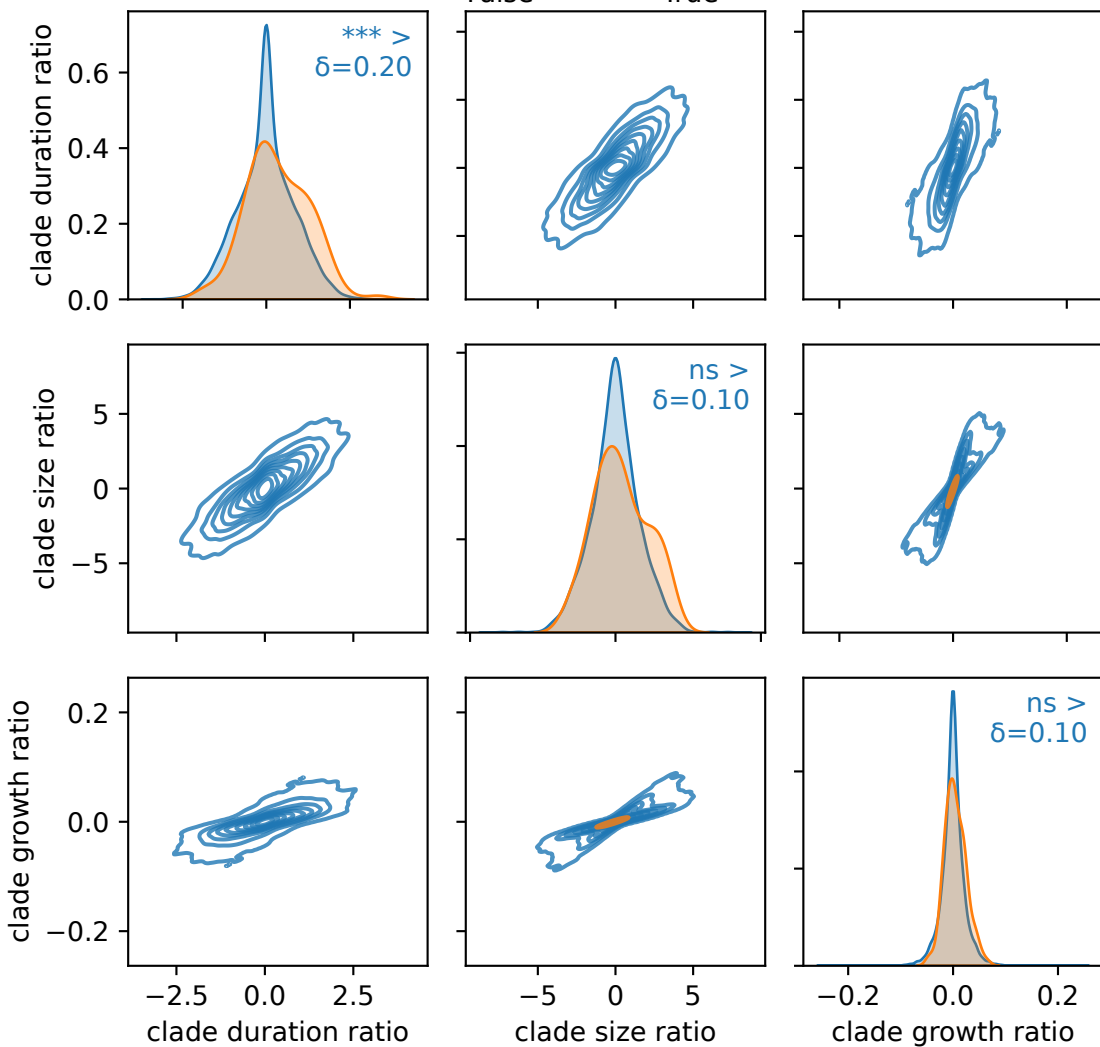 True
clade duration ratio
0.6
0.4
0.2
0.0
*** >
δ=0.20
clade size ratio
5
0
−5
ns >
δ=0.10
clade growth ratio
0.2
0.0
−0.2
ns >
δ=0.10
−2.5 0.0 2.5
−5 0 5
−0.2 0.0 0.2
clade duration ratio
clade size ratio
clade growth ratio